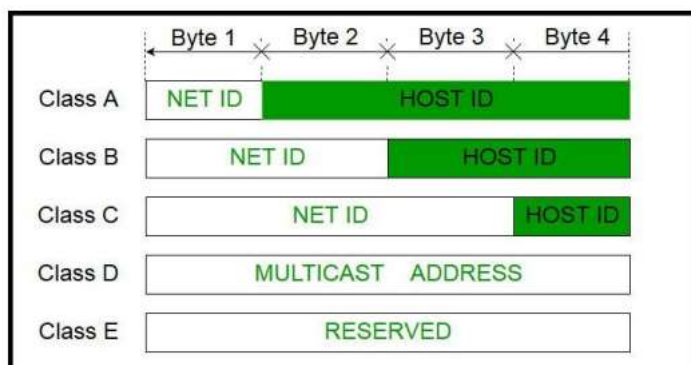 Byte 1 Byte 2 Byte 3 Byte 4
Class A NET ID HOST ID
Class B NET ID HOST ID
Class C NET ID HOST ID
Class D MULTICAST ADDRESS
Class E RESERVED